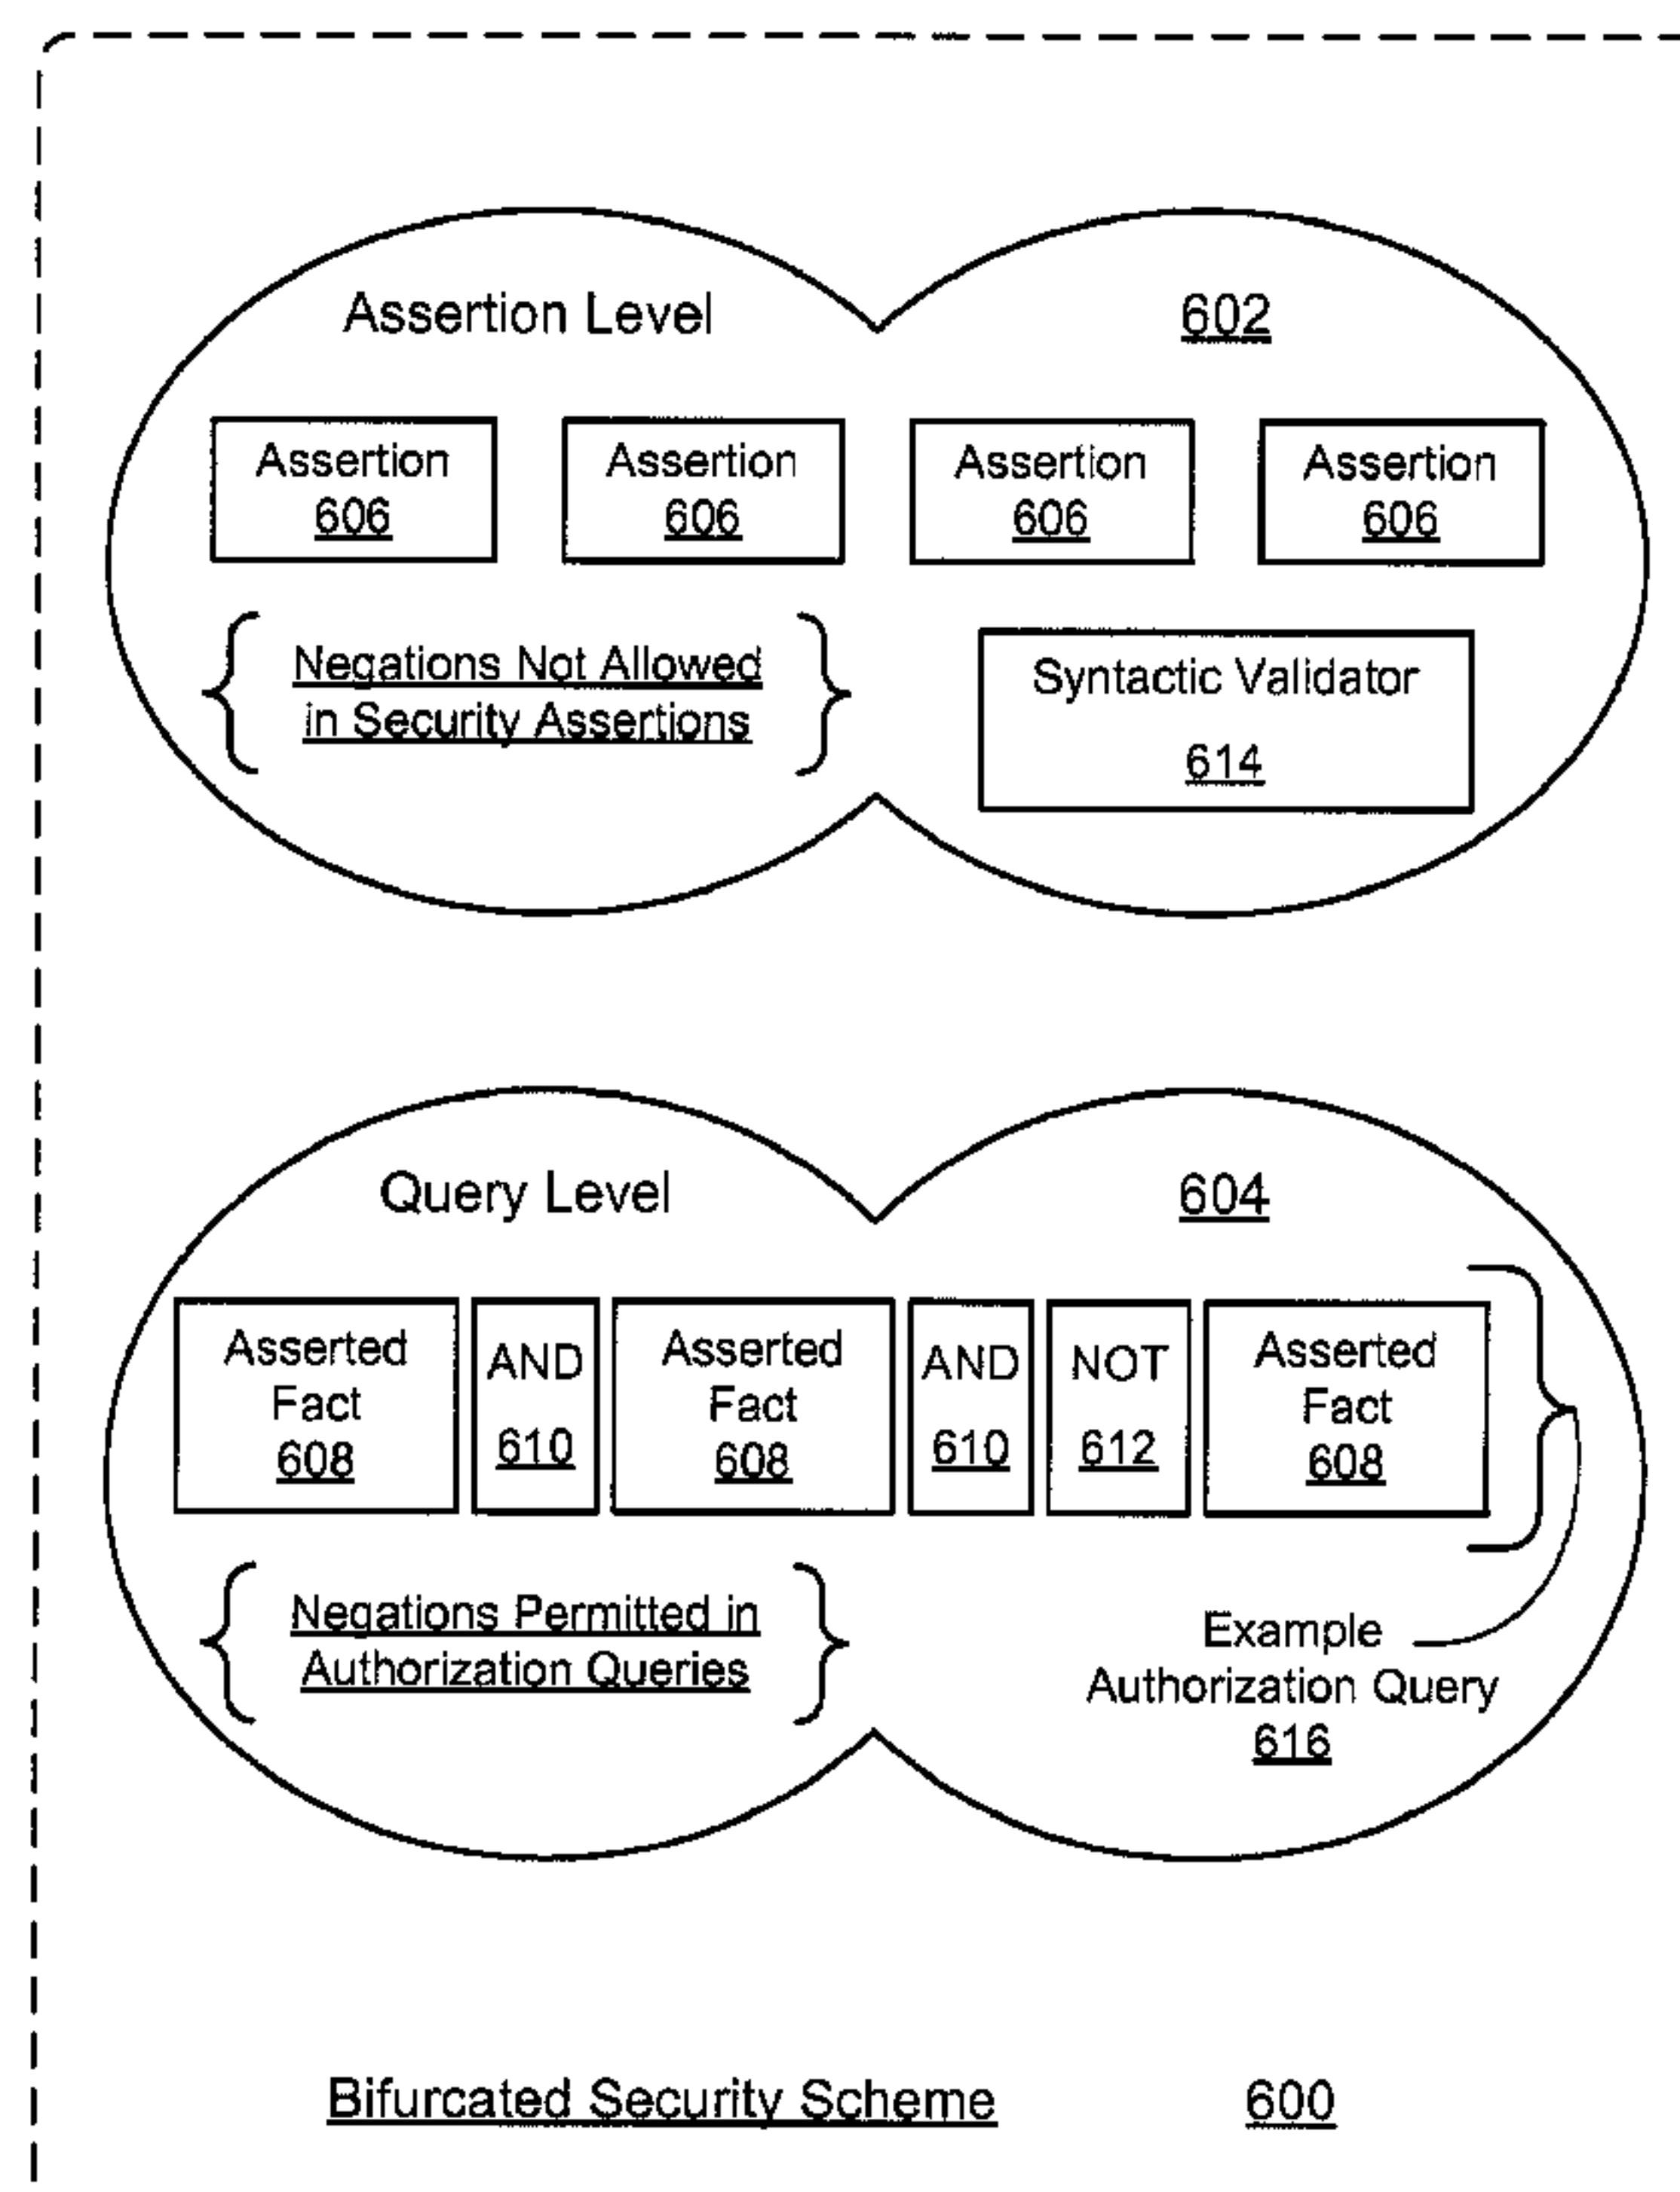 Assertion Level 602
Assertion Assertion Assertion Assertion
606 606 606 606
Negations Not Allowed
in Security Assertions
Syntactic Validator
614
Query Level 604
Asserted
Fact
608
AND
610
Asserted
Fact
608
AND
610
NOT
612
Asserted
Fact
608
Negations Permitted in
Authorization Queries
Example
Authorization Query
616
Bifurcated Security Scheme 600